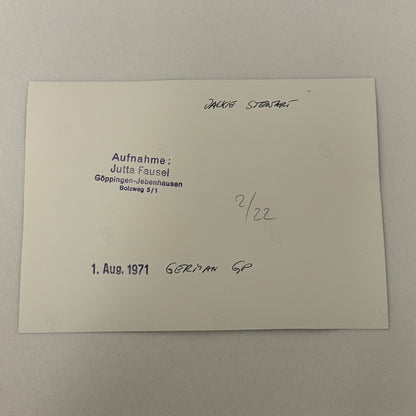 JACKIE STEWART
Aufnahme:
Jutta Fausel
Göppingen-Jebenhausen
Bolzweg 5/1
2/22
1. Aug. 1971 GERMAN GP